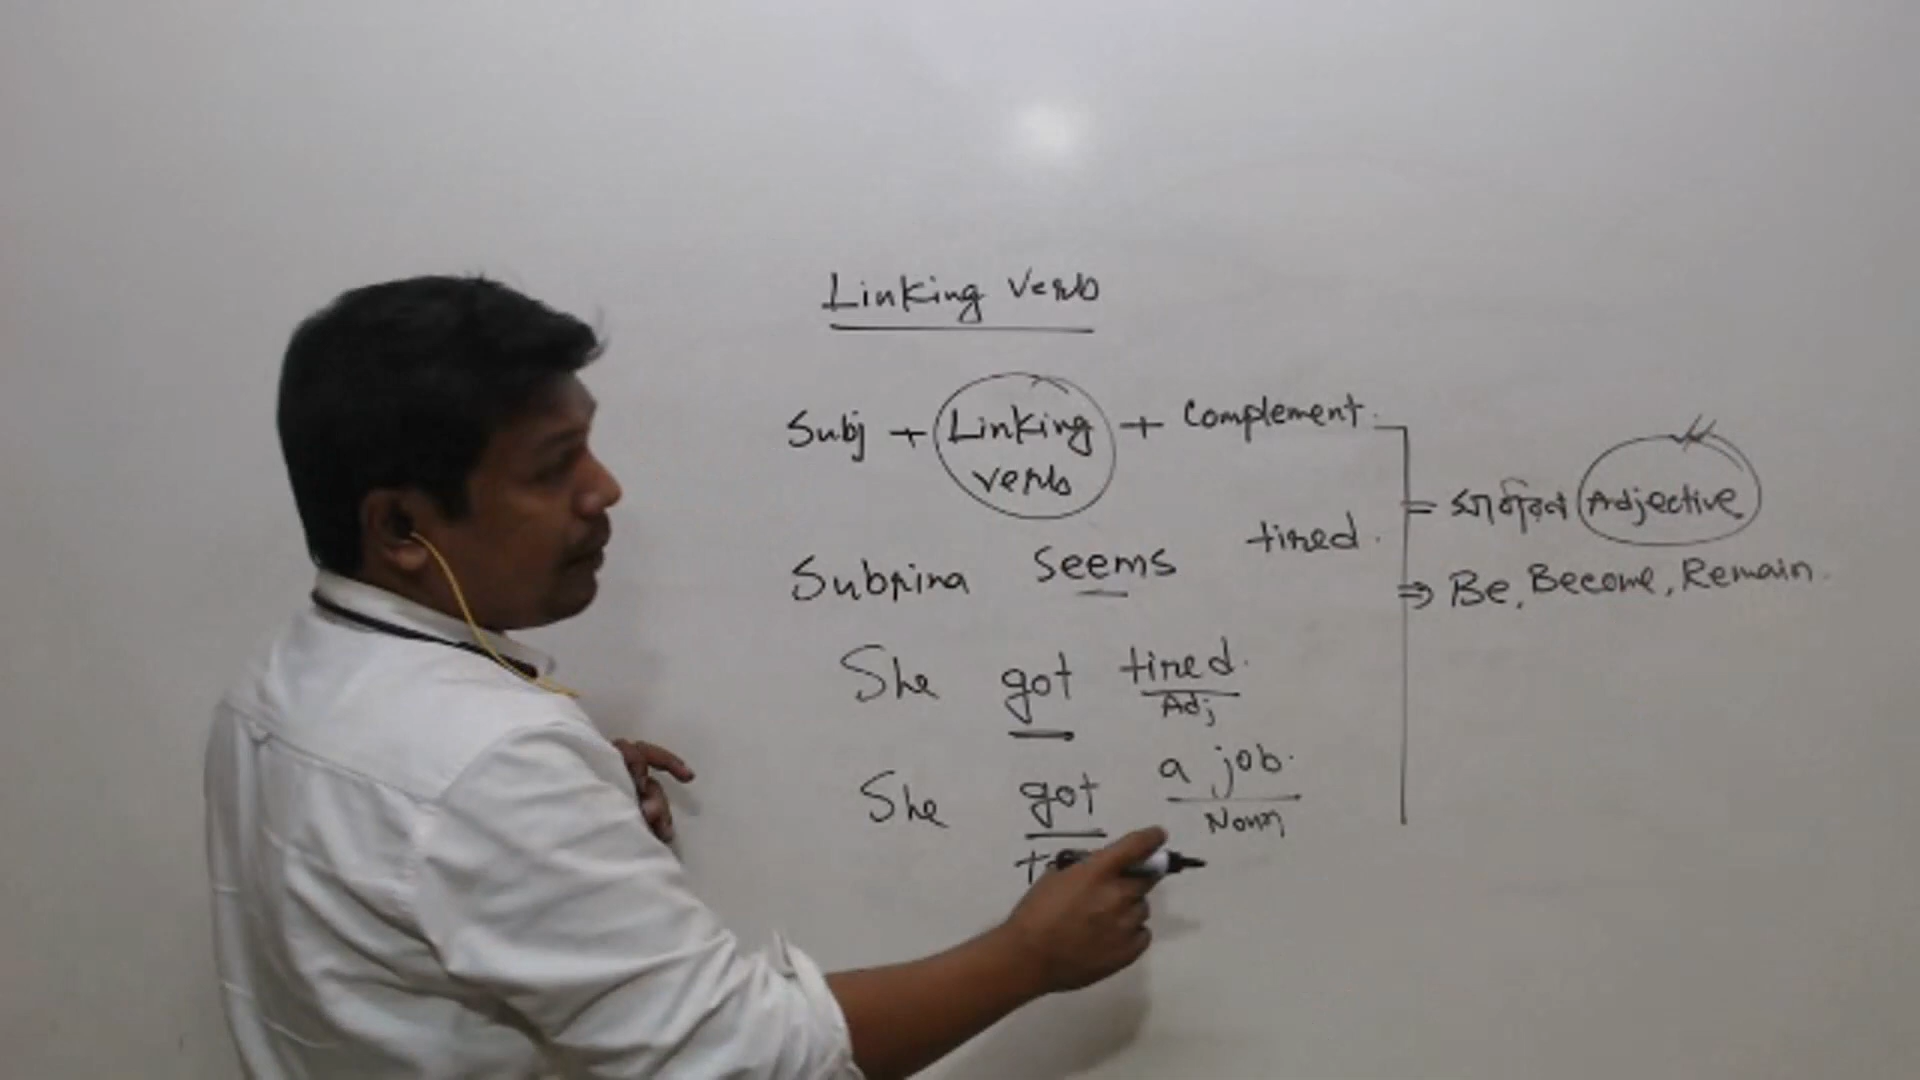 Linking Verb
Subj + Linking verb + Complement.
= সাধারণত Adjective
Subrina seems tired.
⇒ Be, Become, Remain.
She got tired.
Adj
She got a job.
Noun